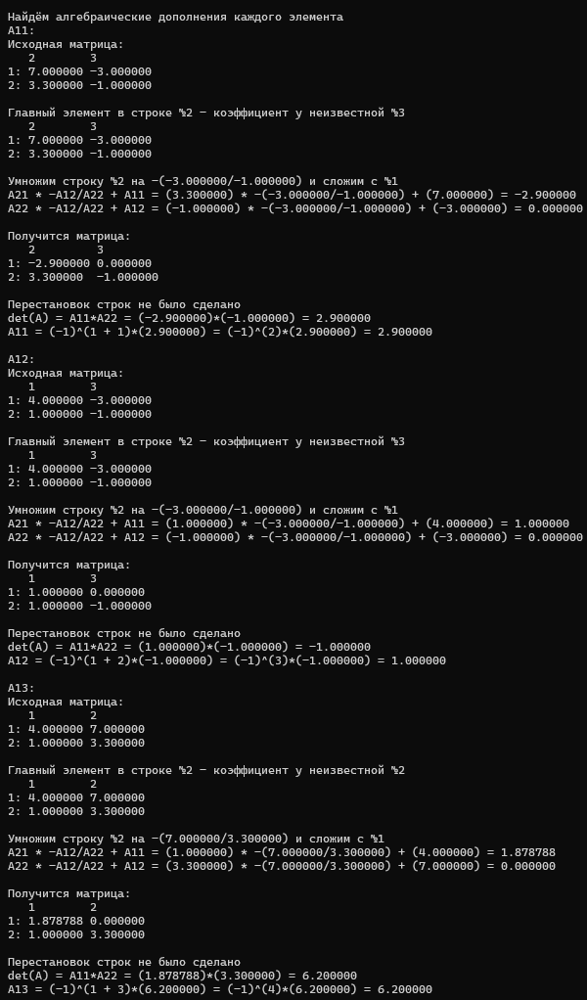 Найдём алгебраические дополнения каждого элемента
A11:
Исходная матрица:
2 3
1: 7.000000 -3.000000
2: 3.300000 -1.000000
Главный элемент в строке №2 - коэффициент у неизвестной №3
2 3
1: 7.000000 -3.000000
2: 3.300000 -1.000000
Умножим строку №2 на -(-3.000000/-1.000000) и сложим с №1
A21 * -A12/A22 + A11 = (3.300000) * -(-3.000000/-1.000000) + (7.000000) = -2.900000
A22 * -A12/A22 + A12 = (-1.000000) * -(-3.000000/-1.000000) + (-3.000000) = 0.000000
Получится матрица:
2 3
1: -2.900000 0.000000
2: 3.300000 -1.000000
Перестановок строк не было сделано
det(A) = A11*A22 = (-2.900000)*(-1.000000) = 2.900000
A11 = (-1)^(1 + 1)*(2.900000) = (-1)^(2)*(2.900000) = 2.900000
A12:
Исходная матрица:
1 3
1: 4.000000 -3.000000
2: 1.000000 -1.000000
Главный элемент в строке №2 - коэффициент у неизвестной №3
1 3
1: 4.000000 -3.000000
2: 1.000000 -1.000000
Умножим строку №2 на -(-3.000000/-1.000000) и сложим с №1
A21 * -A12/A22 + A11 = (1.000000) * -(-3.000000/-1.000000) + (4.000000) = 1.000000
A22 * -A12/A22 + A12 = (-1.000000) * -(-3.000000/-1.000000) + (-3.000000) = 0.000000
Получится матрица:
1 3
1: 1.000000 0.000000
2: 1.000000 -1.000000
Перестановок строк не было сделано
det(A) = A11*A22 = (1.000000)*(-1.000000) = -1.000000
A12 = (-1)^(1 + 2)*(-1.000000) = (-1)^(3)*(-1.000000) = 1.000000
A13:
Исходная матрица:
1 2
1: 4.000000 7.000000
2: 1.000000 3.300000
Главный элемент в строке №2 - коэффициент у неизвестной №2
1 2
1: 4.000000 7.000000
2: 1.000000 3.300000
Умножим строку №2 на -(7.000000/3.300000) и сложим с №1
A21 * -A12/A22 + A11 = (1.000000) * -(7.000000/3.300000) + (4.000000) = 1.878788
A22 * -A12/A22 + A12 = (3.300000) * -(7.000000/3.300000) + (7.000000) = 0.000000
Получится матрица:
1 2
1: 1.878788 0.000000
2: 1.000000 3.300000
Перестановок строк не было сделано
det(A) = A11*A22 = (1.878788)*(3.300000) = 6.200000
A13 = (-1)^(1 + 3)*(6.200000) = (-1)^(4)*(6.200000) = 6.200000